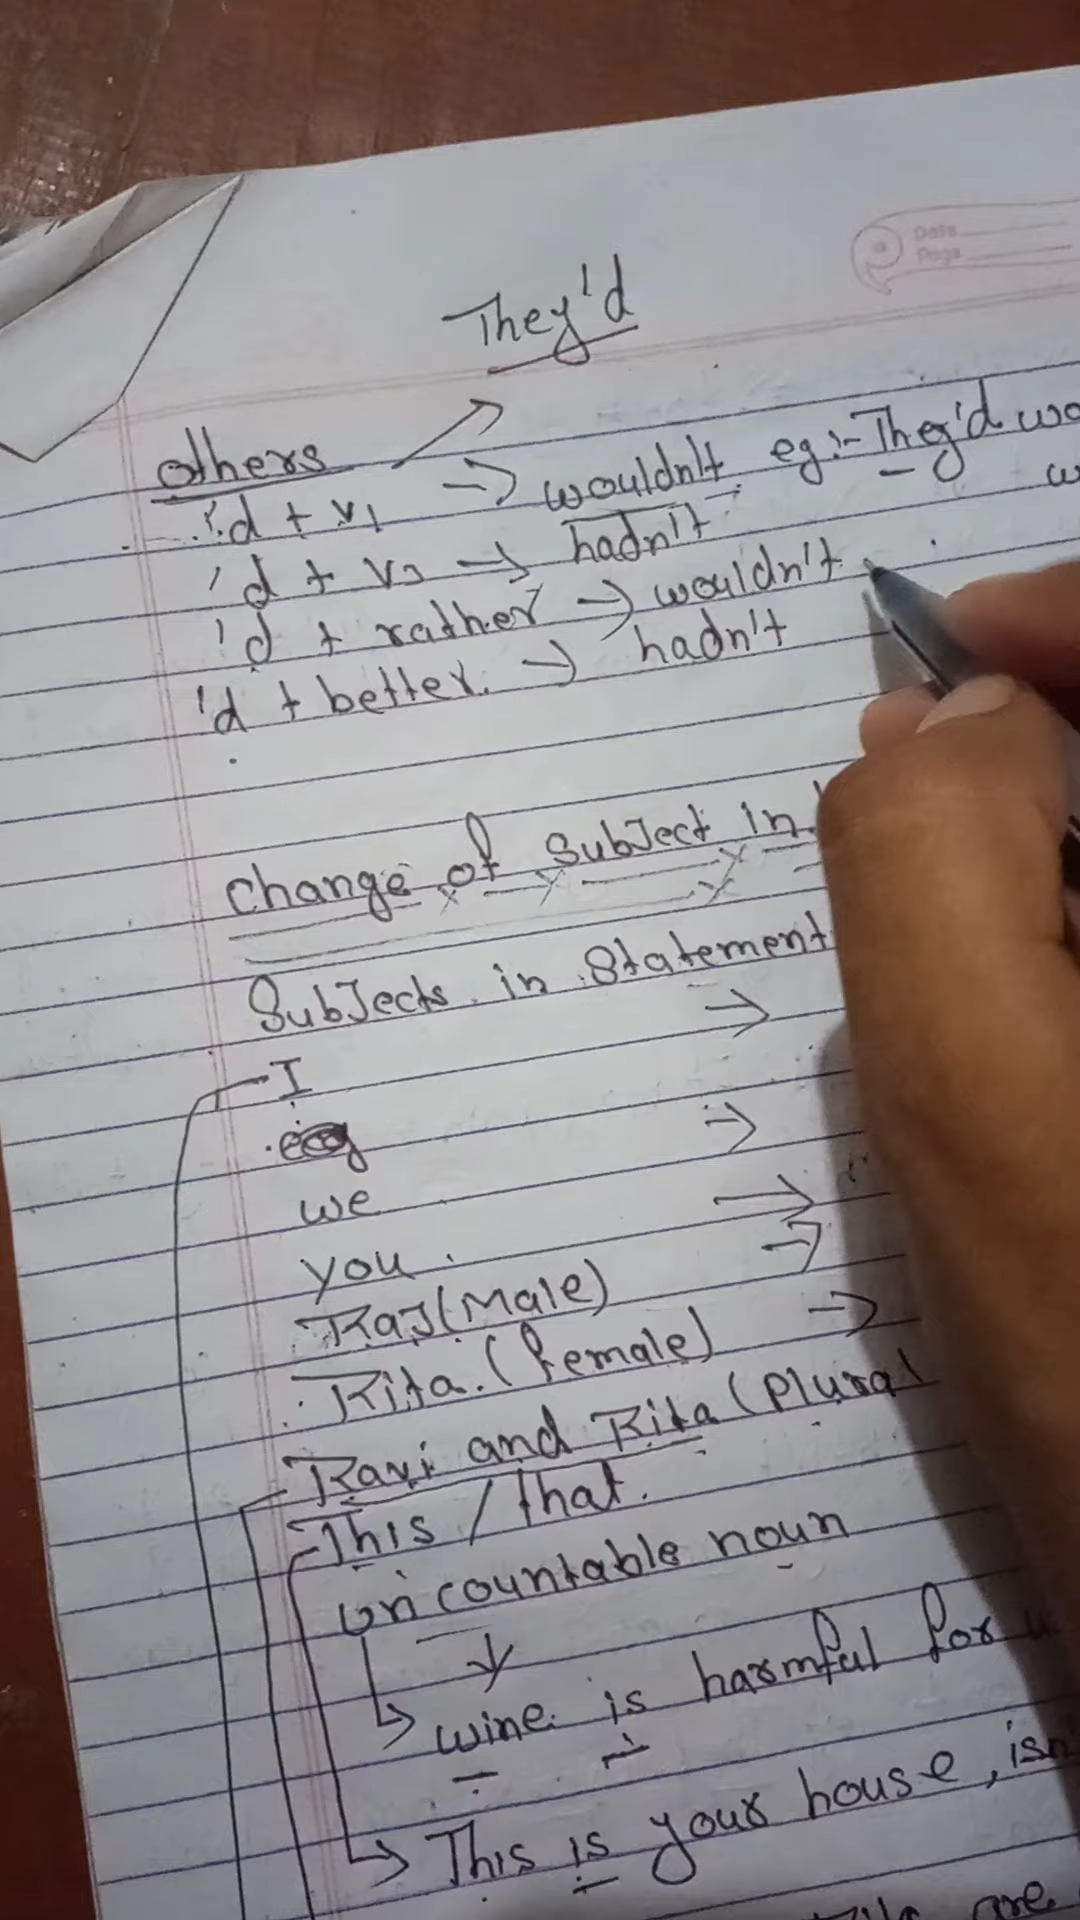 Date
Page
They'd
others
'd + V1 → wouldn't eg:- They'd wo
'd + V3 → hadn't
'd + rather → wouldn't
'd + better. → hadn't
Change of Subject in
Subjects in Statement
I →
we →
you. →
Raj (Male) →
Rita. (female) →
Ravi and Rita (Plural
This / that.
Uncountable noun
wine is harmful for u
This is your house, isn'
are